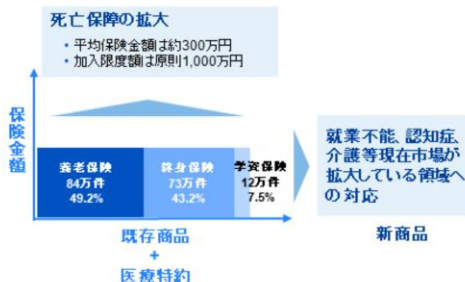 死亡保障の拡大
・平均保険金額は約300万円
・加入限度額は原則1,000万円
保険金額
養老保険
84万件
49.2%
終身保険
73万件
43.2%
学資保険
12万件
7.5%
就業不能、認知症、
介護等現在市場が
拡大している領域へ
の対応
既存商品
+
医療特約
新商品